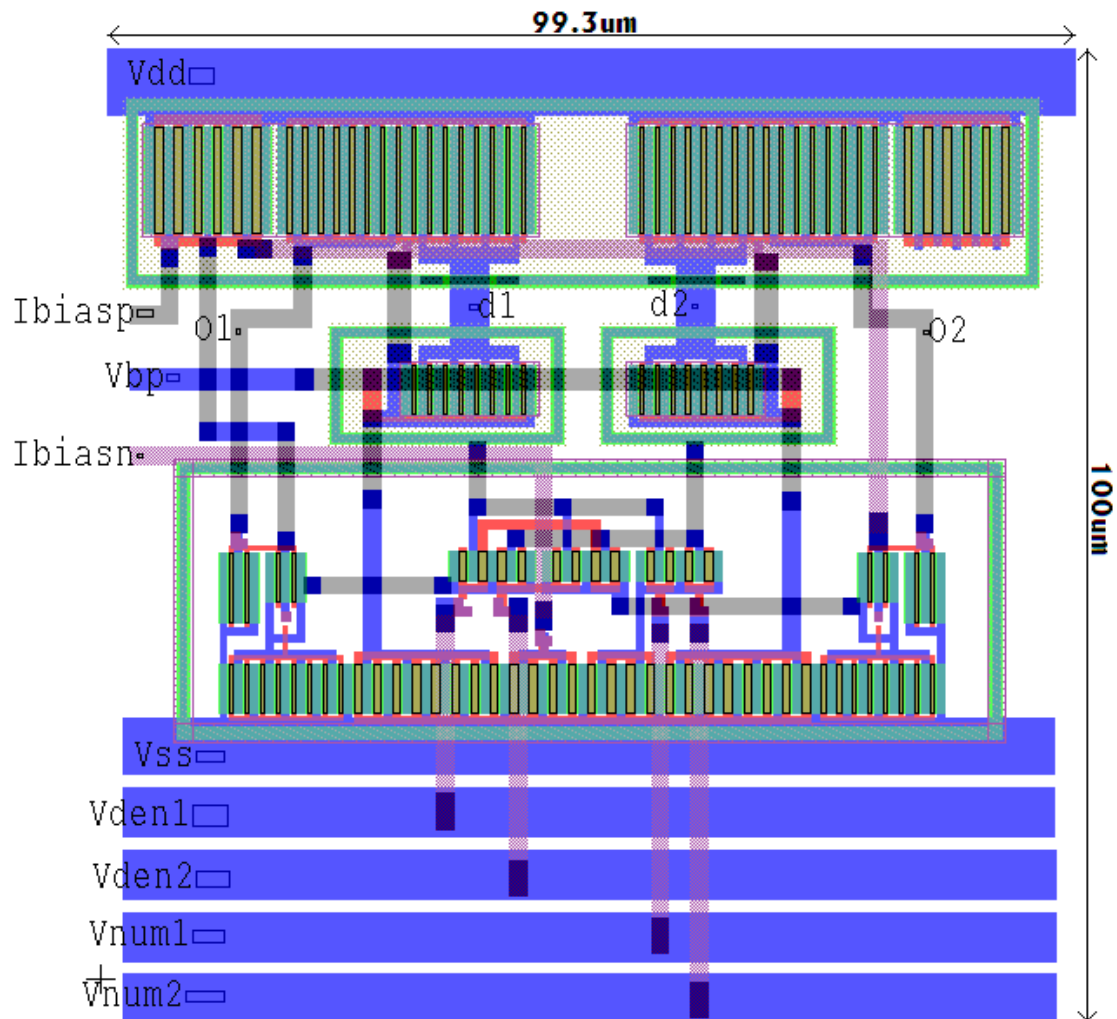 99.3um
Vdd
Ibiasp
O1
d1
d2
O2
Vbp
Ibiasn
100um
Vss
Vden1
Vden2
Vnum1
Vnum2